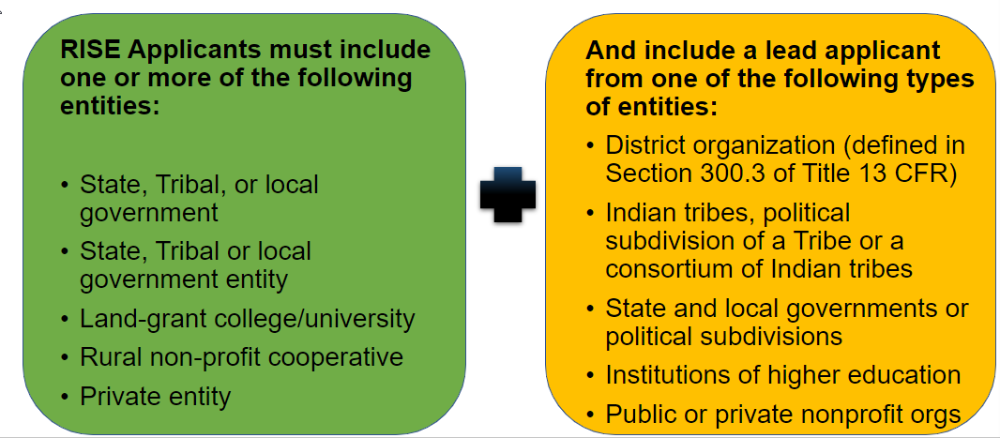 RISE Applicants must include
one or more of the following
entities:
• State, Tribal, or local
government
• State, Tribal or local
government entity
• Land-grant college/university
• Rural non-profit cooperative
• Private entity
And include a lead applicant
from one of the following types
of entities:
• District organization (defined in
Section 300.3 of Title 13 CFR)
• Indian tribes, political
subdivision of a Tribe or a
consortium of Indian tribes
• State and local governments or
political subdivisions
• Institutions of higher education
• Public or private nonprofit orgs